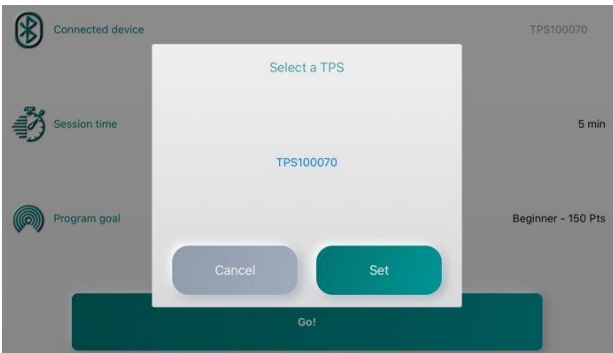 Connected device
TPS100070
Select a TPS
Session time
5 min
TPS100070
Program goal
Beginner - 150 Pts
Cancel
Set
Go!